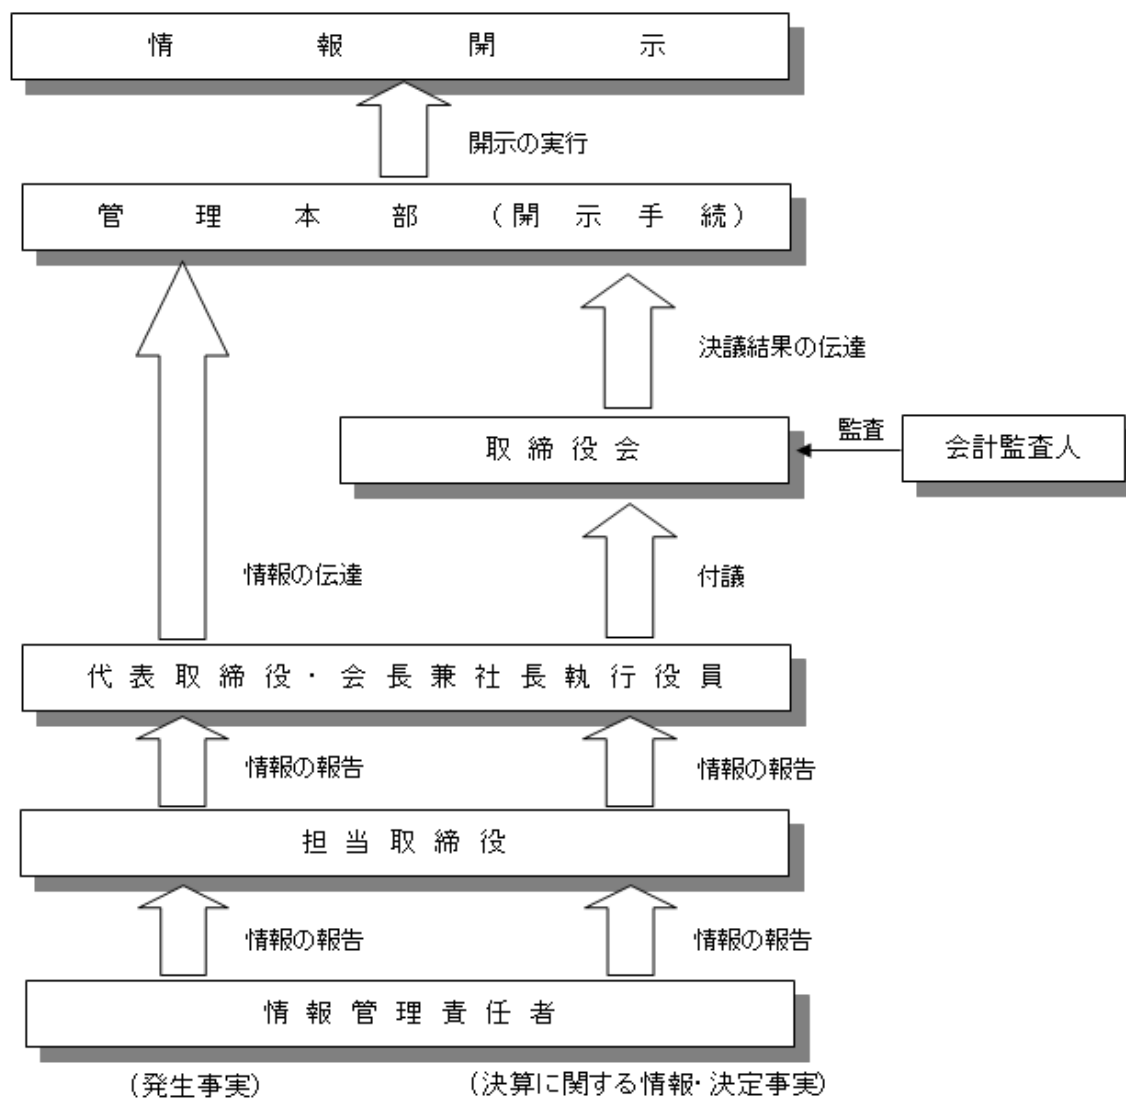 情報開示
開示の実行
管理本部(開示手続)
決議結果の伝達
取締役会
監査
会計監査人
情報の伝達
付議
代表取締役・会長兼社長執行役員
情報の報告
情報の報告
担当取締役
情報の報告
情報の報告
情報管理責任者
(発生事実)
(決算に関する情報・決定事実)